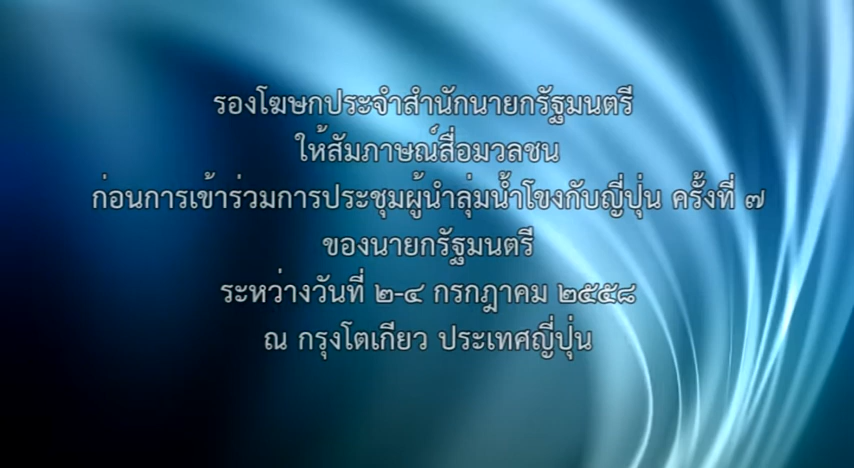 รองโฆษกประจำสำนักนายกรัฐมนตรี
ให้สัมภาษณ์สื่อมวลชน
ก่อนการเข้าร่วมการประชุมผู้นำลุ่มน้ำโขงกับญี่ปุ่น ครั้งที่ ๗
ของนายกรัฐมนตรี
ระหว่างวันที่ ๒-๔ กรกฎาคม ๒๕๕๘
ณ กรุงโตเกียว ประเทศญี่ปุ่น